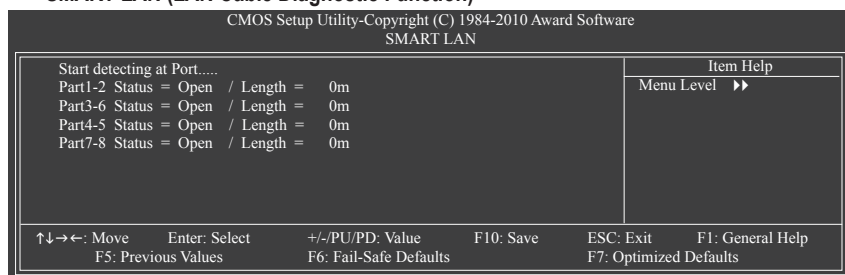 SMART LAN (LAN Cable Diagnostic Function)
CMOS Setup Utility-Copyright (C) 1984-2010 Award Software
SMART LAN
Start detecting at Port.....
Part1-2 Status = Open / Length = 0m
Part3-6 Status = Open / Length = 0m
Part4-5 Status = Open / Length = 0m
Part7-8 Status = Open / Length = 0m
Item Help
Menu Level
↑↓→←: Move Enter: Select +/-/PU/PD: Value F10: Save ESC: Exit F1: General Help
F5: Previous Values F6: Fail-Safe Defaults F7: Optimized Defaults